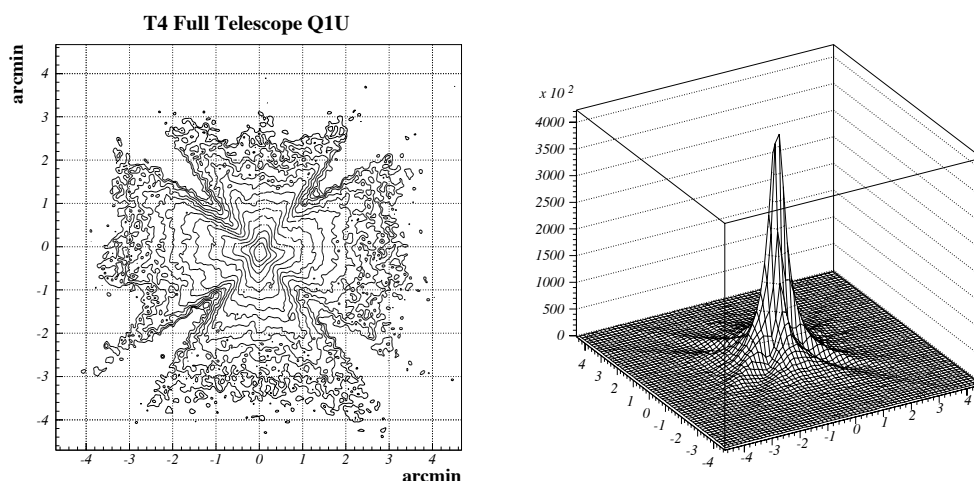 T4 Full Telescope Q1U
arcmin
4
3
2
1
0
-1
-2
-3
-4
-4 -3 -2 -1 0 1 2 3 4
arcmin
x 10²
4000
3500
3000
2500
2000
1500
1000
500
0
4 3 2 1 0 -1 -2 -3 -4
-4 -3 -2 -1 0 1 2 3 4